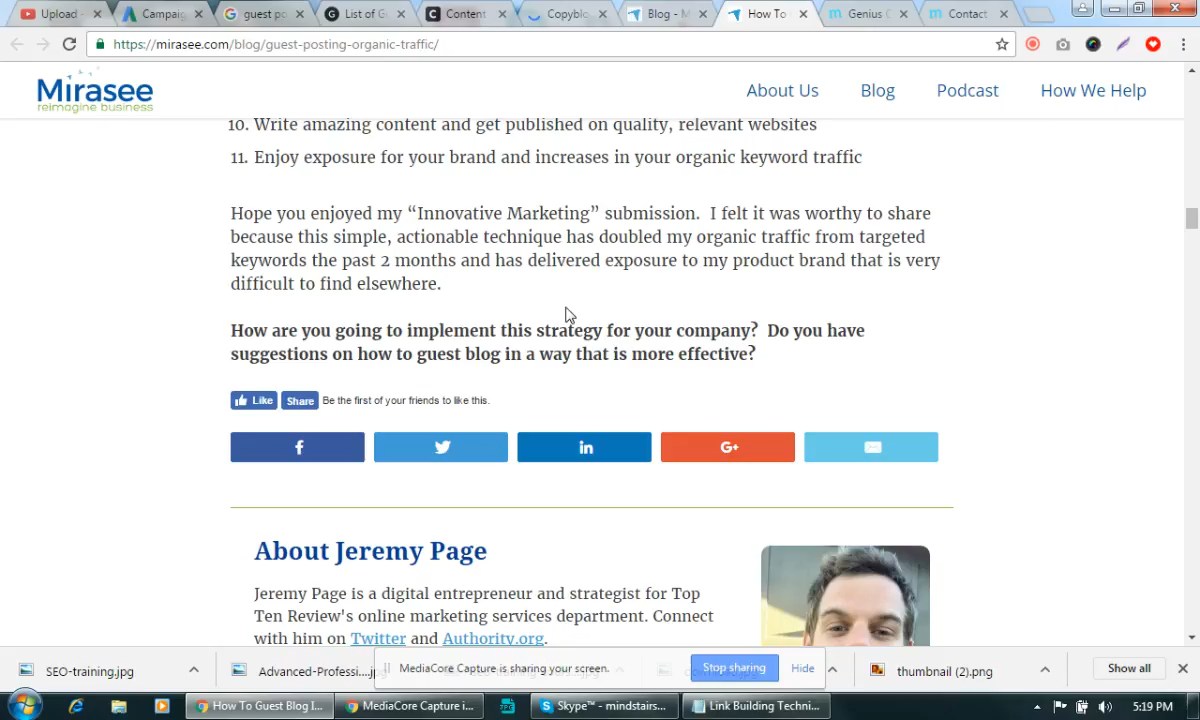 Upload -
Campaig
guest po
List of G
Content
Copyblo
Blog - M
How To
Genius C
Contact
https://mirasee.com/blog/guest-posting-organic-traffic/
Mirasee
reimagine business
About Us
Blog
Podcast
How We Help
10. Write amazing content and get published on quality, relevant websites
11. Enjoy exposure for your brand and increases in your organic keyword traffic
Hope you enjoyed my “Innovative Marketing” submission. I felt it was worthy to share
because this simple, actionable technique has doubled my organic traffic from targeted
keywords the past 2 months and has delivered exposure to my product brand that is very
difficult to find elsewhere.
How are you going to implement this strategy for your company? Do you have
suggestions on how to guest blog in a way that is more effective?
Like
Share
Be the first of your friends to like this.
About Jeremy Page
Jeremy Page is a digital entrepreneur and strategist for Top
Ten Review's online marketing services department. Connect
with him on Twitter and Authority.org.
SEO-training.jpg
Advanced-Professi....jpg
MediaCore Capture is sharing your screen.
Stop sharing
Hide
thumbnail (2).png
Show all
How To Guest Blog I...
MediaCore Capture i...
Skype™ - mindstairs...
Link Building Techni...
5:19 PM